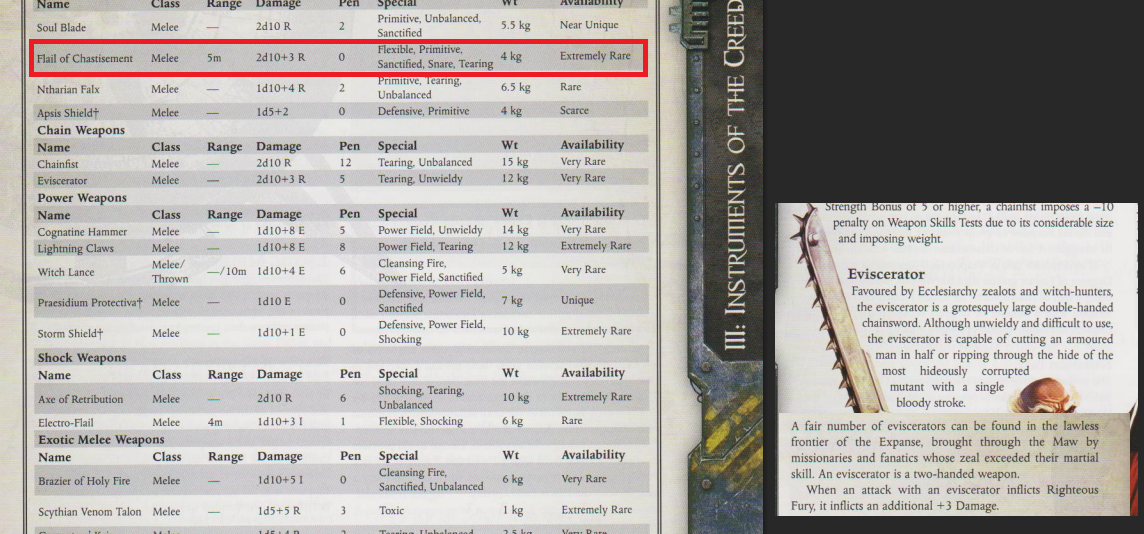 Name Class Range Damage Pen Special Wt Availability
Soul Blade Melee — 2d10 R 2 Primitive, Unbalanced, 5.5 kg Near Unique
Sanctified
Flail of Chastisement Melee 5m 2d10+3 R 0 Flexible, Primitive, 4 kg Extremely Rare
Sanctified, Snare, Tearing
Ntharian Falx Melee — 1d10+4 R 2 Primitive, Tearing, 6.5 kg Rare
Unbalanced
Apsis Shield† Melee — 1d5+2 0 Defensive, Primitive 4 kg Scarce
Chain Weapons
Name Class Range Damage Pen Special Wt Availability
Chainfist Melee — 2d10 R 12 Tearing, Unbalanced 15 kg Very Rare
Eviscerator Melee — 2d10+3 R 5 Tearing, Unwieldy 12 kg Very Rare
Power Weapons
Name Class Range Damage Pen Special Wt Availability
Cognatine Hammer Melee — 1d10+8 E 5 Power Field, Unwieldy 14 kg Very Rare
Lightning Claws Melee — 1d10+8 E 8 Power Field, Tearing 12 kg Extremely Rare
Witch Lance Melee/ —/10m 1d10+4 E 6 Cleansing Fire, 5 kg Very Rare
Thrown Power Field, Sanctified
Praesidium Protectiva† Melee — 1d10 E 0 Defensive, Power Field, 7 kg Unique
Sanctified
Storm Shield† Melee — 1d10+1 E 0 Defensive, Power Field, 10 kg Extremely Rare
Shocking
Shock Weapons
Name Class Range Damage Pen Special Wt Availability
Axe of Retribution Melee — 2d10 R 6 Shocking, Tearing, 10 kg Extremely Rare
Unbalanced
Electro-Flail Melee 4m 1d10+3 I 1 Flexible, Shocking 6 kg Rare
Exotic Melee Weapons
Name Class Range Damage Pen Special Wt Availability
Brazier of Holy Fire Melee — 1d10+5 I 0 Cleansing Fire, 6 kg Very Rare
Sanctified, Unbalanced
Scythian Venom Talon Melee — 1d5+5 R 3 Toxic 1 kg Extremely Rare
III: Instruments of the Creed
Strength Bonus of 5 or higher, a chainfist imposes a –10
penalty on Weapon Skills Tests due to its considerable size
and imposing weight.
Eviscerator
Favoured by Ecclesiarchy zealots and witch-hunters,
the eviscerator is a grotesquely large double-handed
chainsword. Although unwieldy and difficult to use,
the eviscerator is capable of cutting an armoured
man in half or ripping through the hide of the
most hideously corrupted
mutant with a single
bloody stroke.
A fair number of eviscerators can be found in the lawless
frontier of the Expanse, brought through the Maw by
missionaries and fanatics whose zeal exceeded their martial
skill. An eviscerator is a two-handed weapon.
When an attack with an eviscerator inflicts Righteous
Fury, it inflicts an additional +3 Damage.